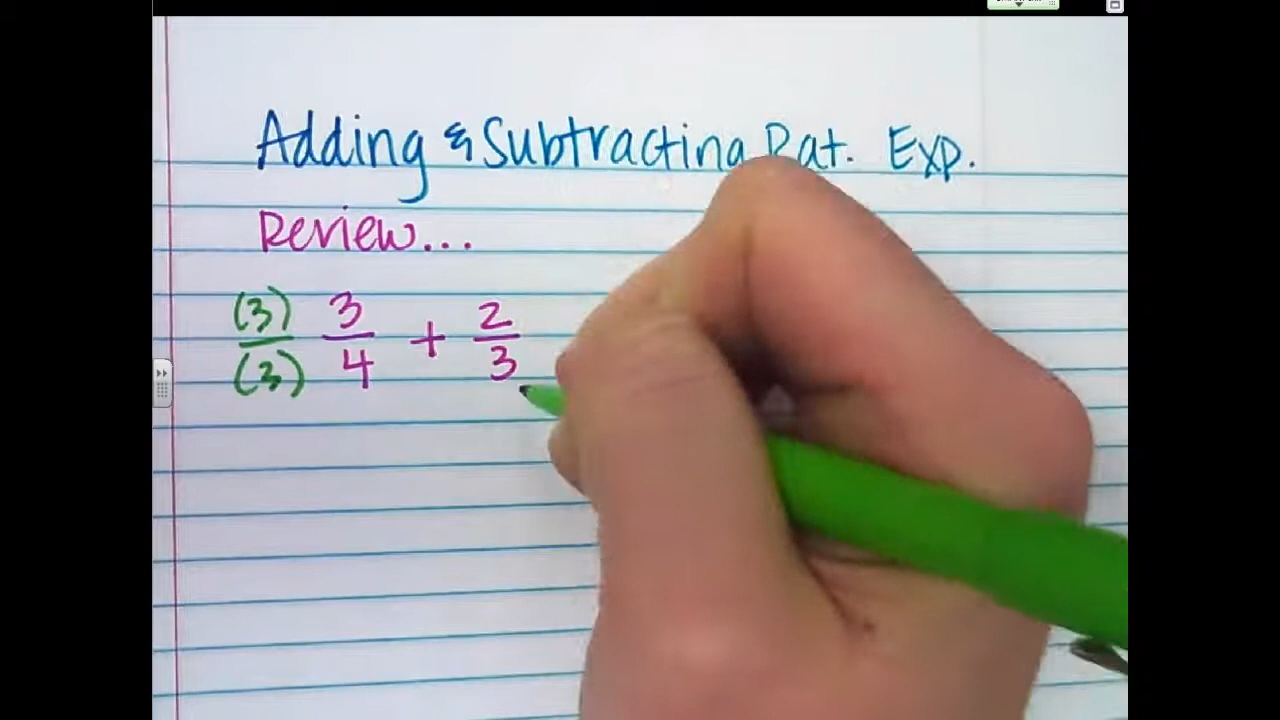 Adding & Subtracting Rat. Exp.
Review...
(3)/(3) 3/4 + 2/3